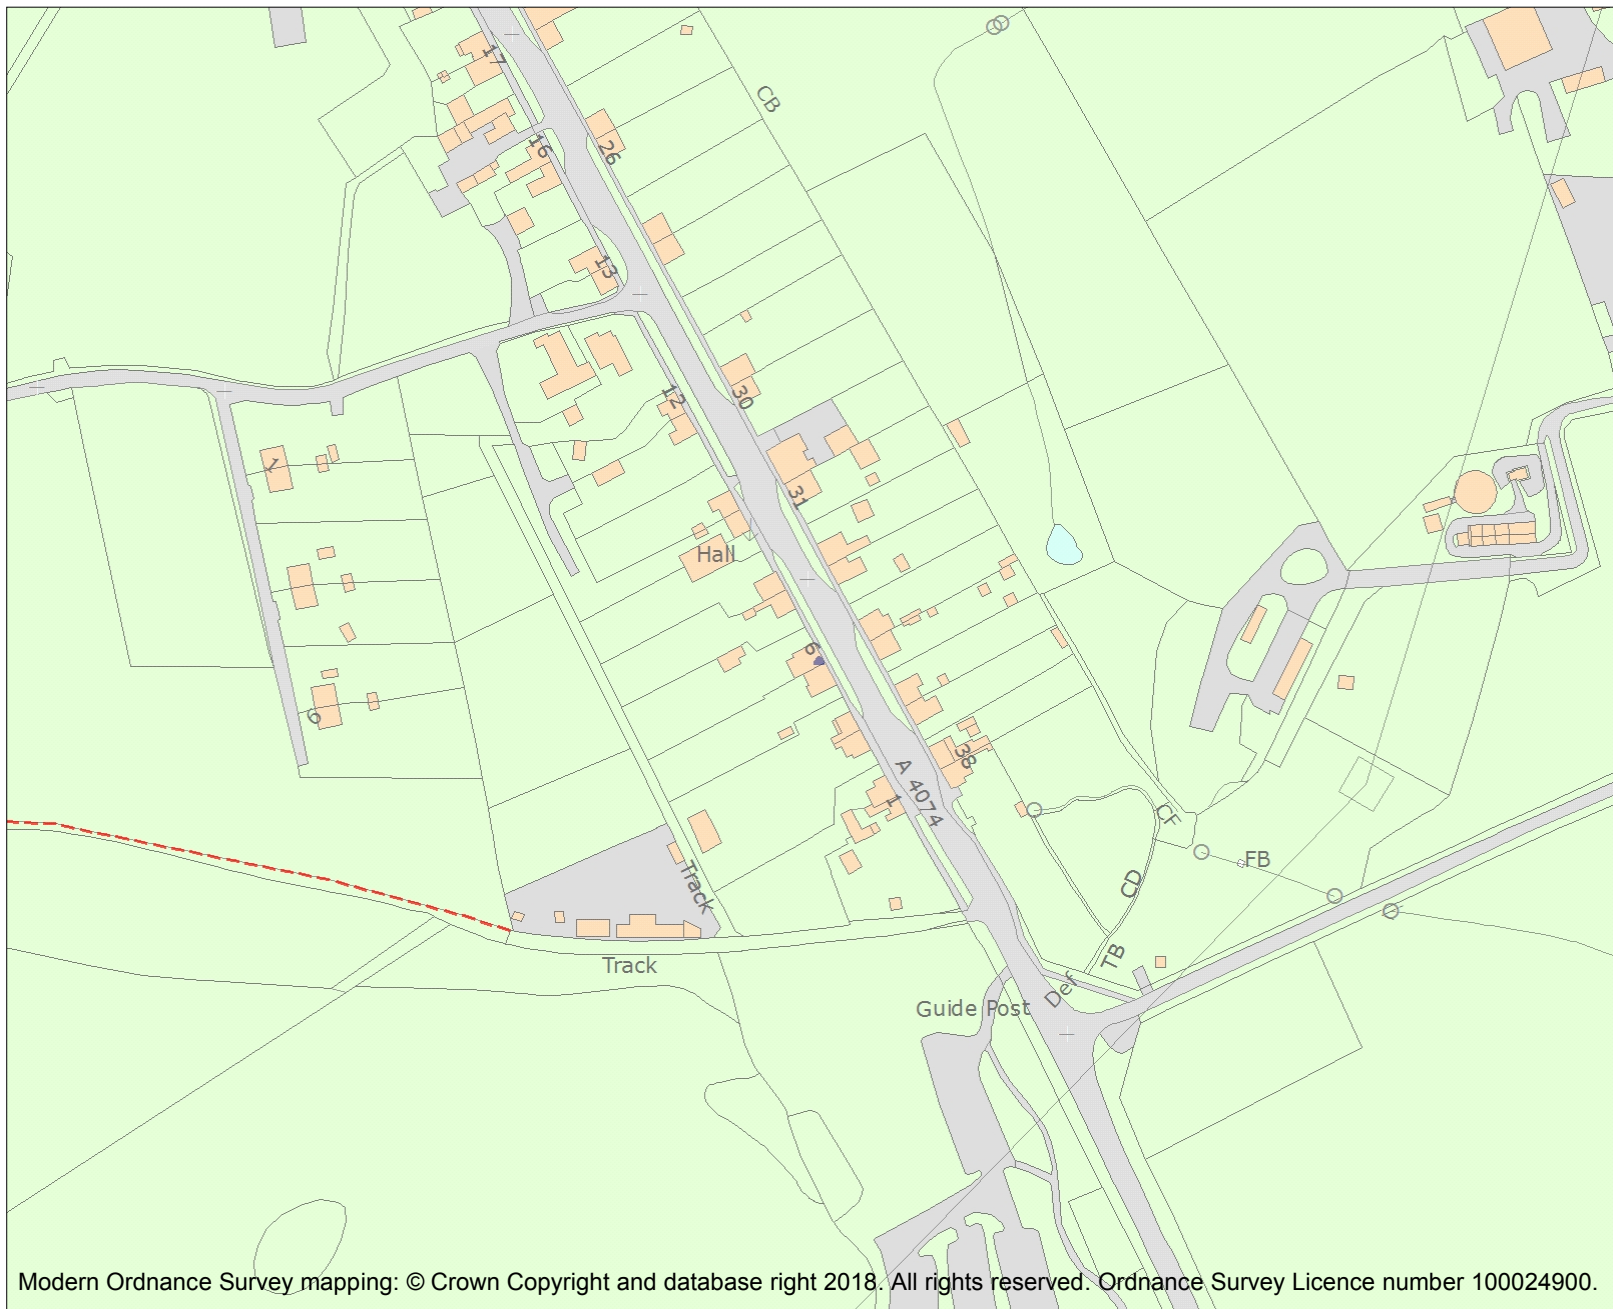 17
CB
16
26
13
12
30
1
31
Hall
6
6
38
A 4074
1
CF
FB
Track
CD
Track
TB
Def
Guide Post
Modern Ordnance Survey mapping: © Crown Copyright and database right 2018. All rights reserved. Ordnance Survey Licence number 100024900.